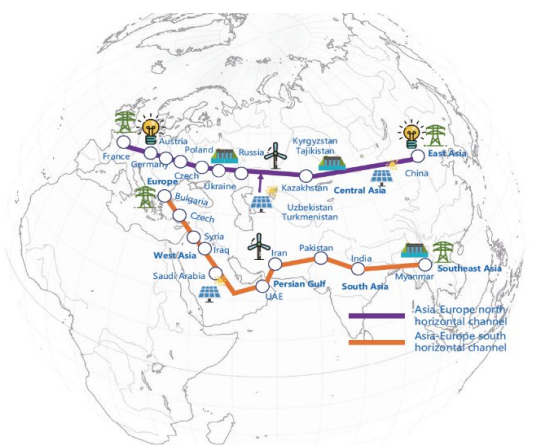 Austria
Poland
Russia
Kyrgyzstan
Tajikistan
East Asia
France
Germany
Czech
Ukraine
Kazakhstan
Central Asia
China
Europe
Bulgaria
Uzbekistan
Turkmenistan
Czech
Syria
West Asia
Iraq
Iran
Pakistan
India
Southeast Asia
Myanmar
Saudi Arabia
Persian Gulf
South Asia
UAE
Asia-Europe north
horizontal channel
Asia-Europe south
horizontal channel